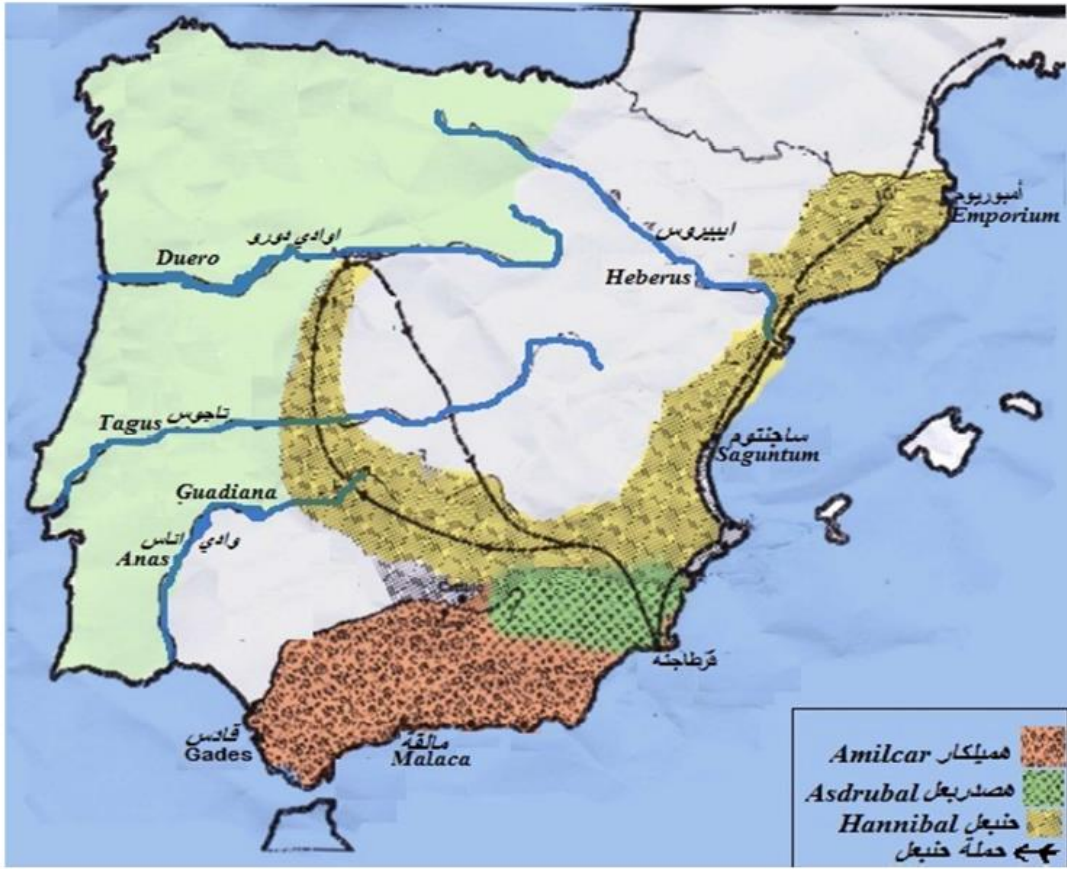 أمبوريوم
Emporium
اوادي دورو
Duero
ايبيروس
Heberus
تاجوس
Tagus
ساجنتوم
Saguntum
Guadiana
وادي اناس
Anas
قرطاجنه
قادس
Gades
مالقة
Malaca
هميلكار Amilcar
هصدربعل Asdrubal
حنبعل Hannibal
حملة حنبعل